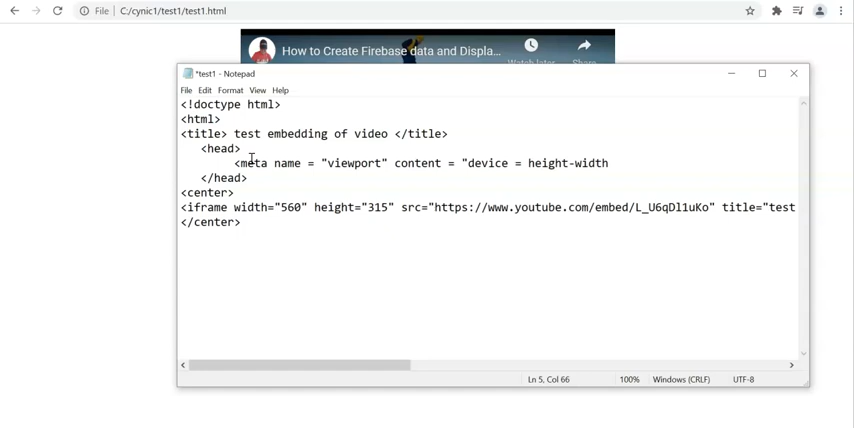 File C:/cynic1/test1/test1.html
How to Create Firebase data and Displa...
Watch later Share
*test1 - Notepad
File Edit Format View Help
<!doctype html>
<html>
<title> test embedding of video </title>
<head>
<meta name = "viewport" content = "device = height-width
</head>
<center>
<iframe width="560" height="315" src="https://www.youtube.com/embed/L_U6qDl1uKo" title="test
</center>
Ln 5, Col 66 100% Windows (CRLF) UTF-8